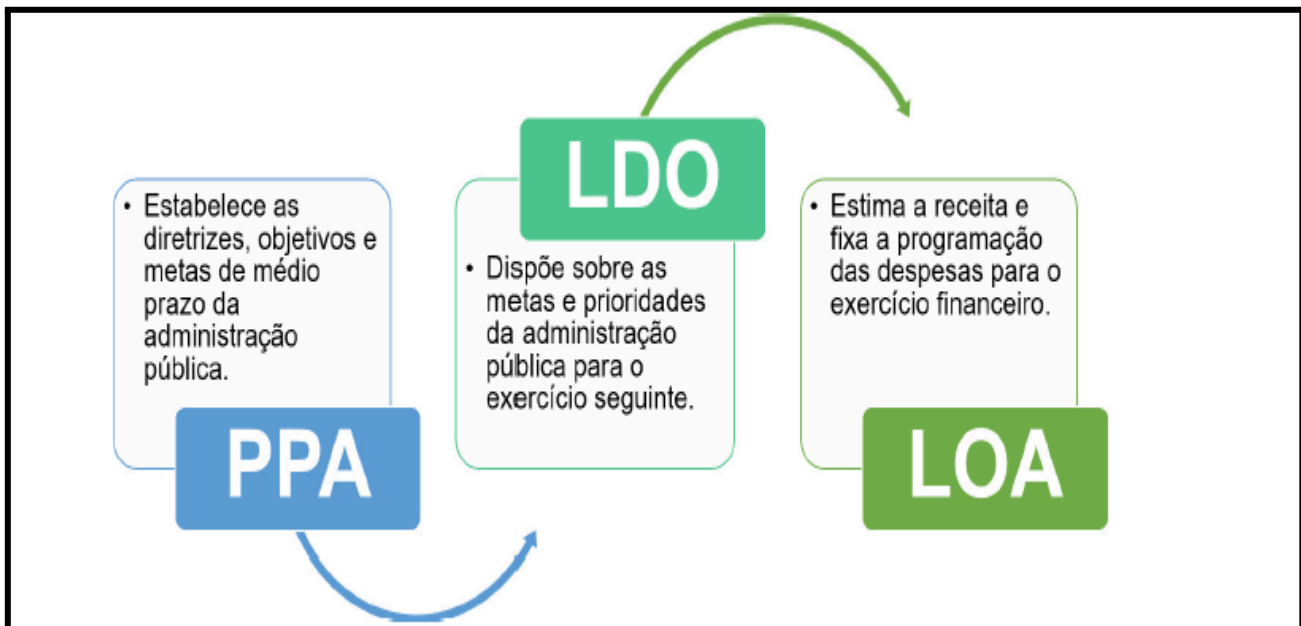 • Estabelece as
diretrizes, objetivos e
metas de médio
prazo da
administração
pública.
PPA
LDO
• Dispõe sobre as
metas e prioridades
da administração
pública para o
exercício seguinte.
• Estima a receita e
fixa a programação
das despesas para o
exercício financeiro.
LOA